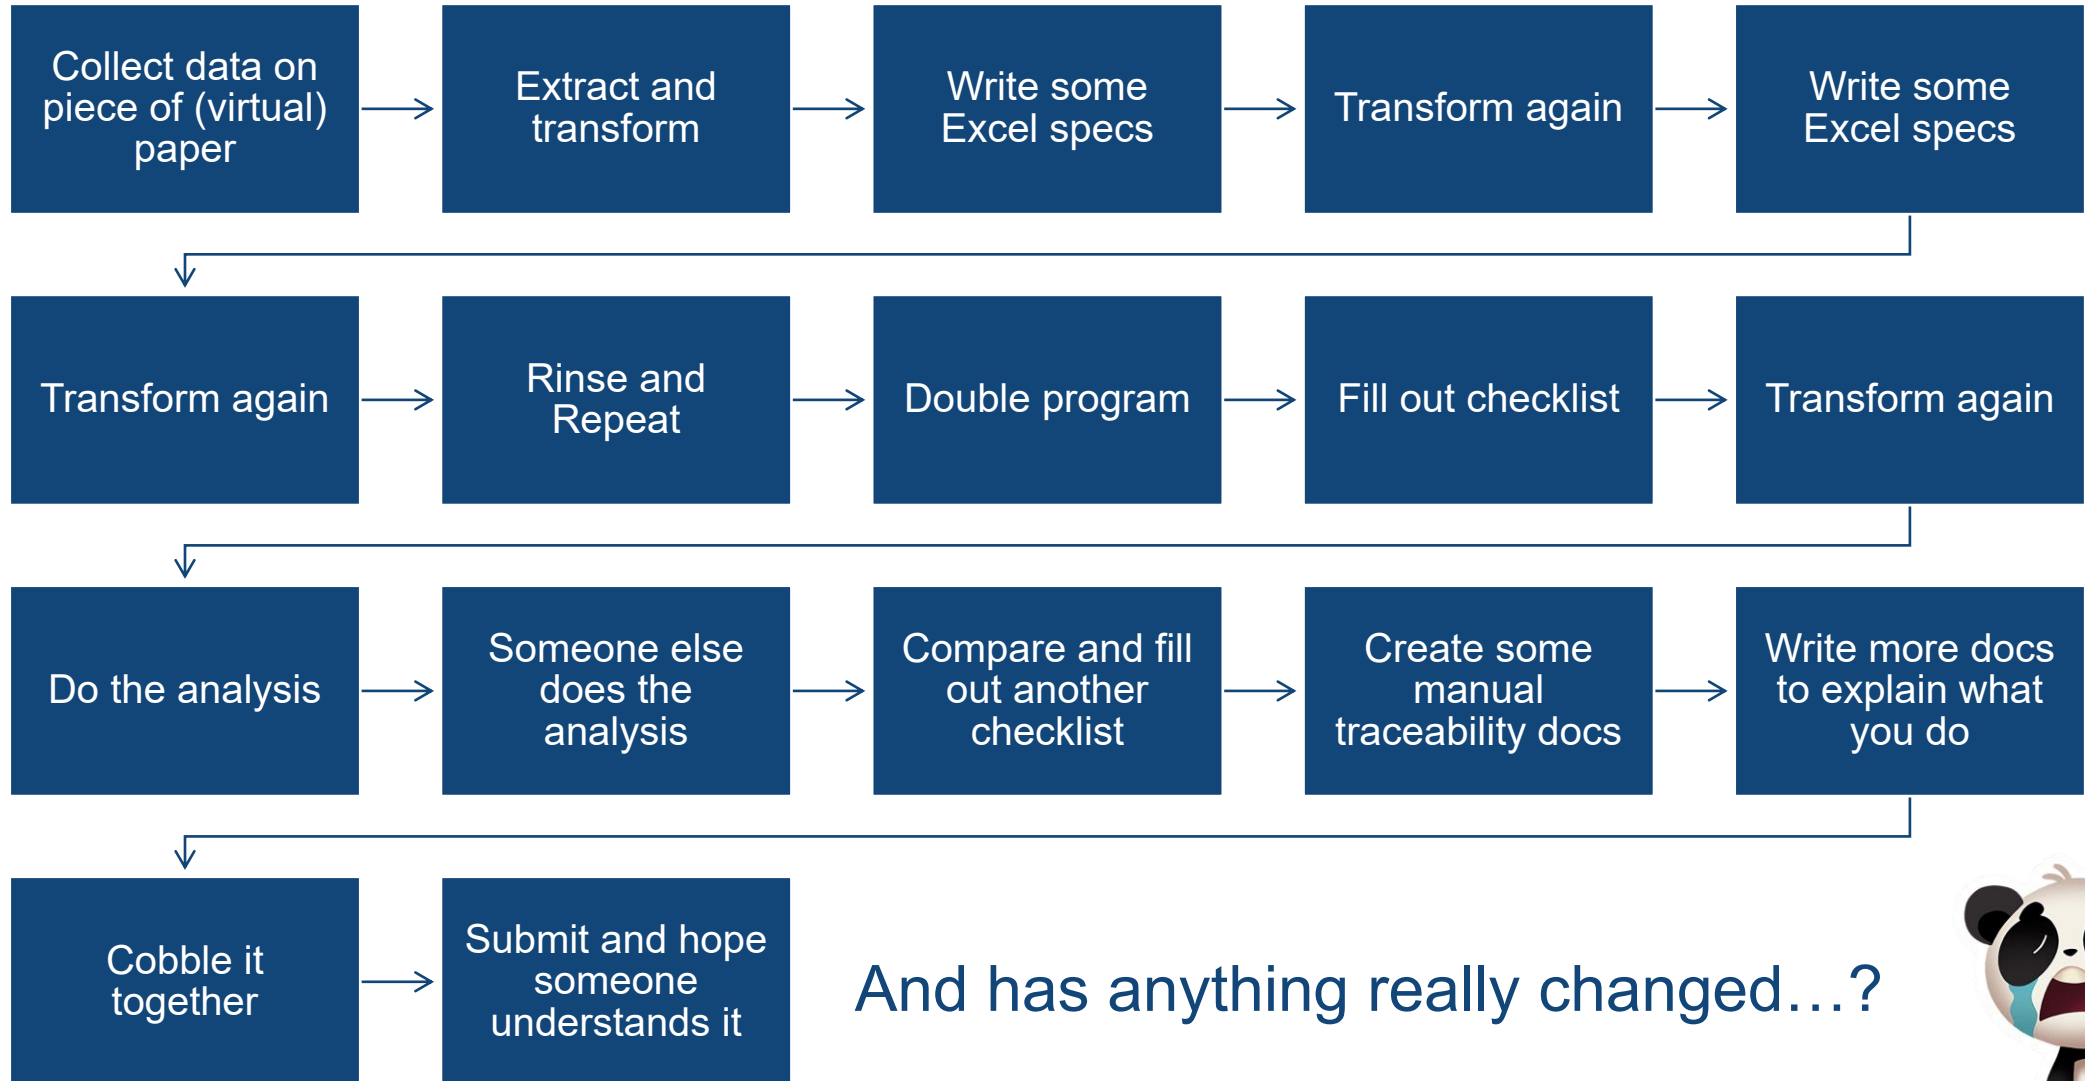 Collect data on
piece of (virtual)
paper
Extract and
transform
Write some
Excel specs
Transform again
Write some
Excel specs
Transform again
Rinse and
Repeat
Double program
Fill out checklist
Transform again
Do the analysis
Someone else
does the
analysis
Compare and fill
out another
checklist
Create some
manual
traceability docs
Write more docs
to explain what
you do
Cobble it
together
Submit and hope
someone
understands it
And has anything really changed…?